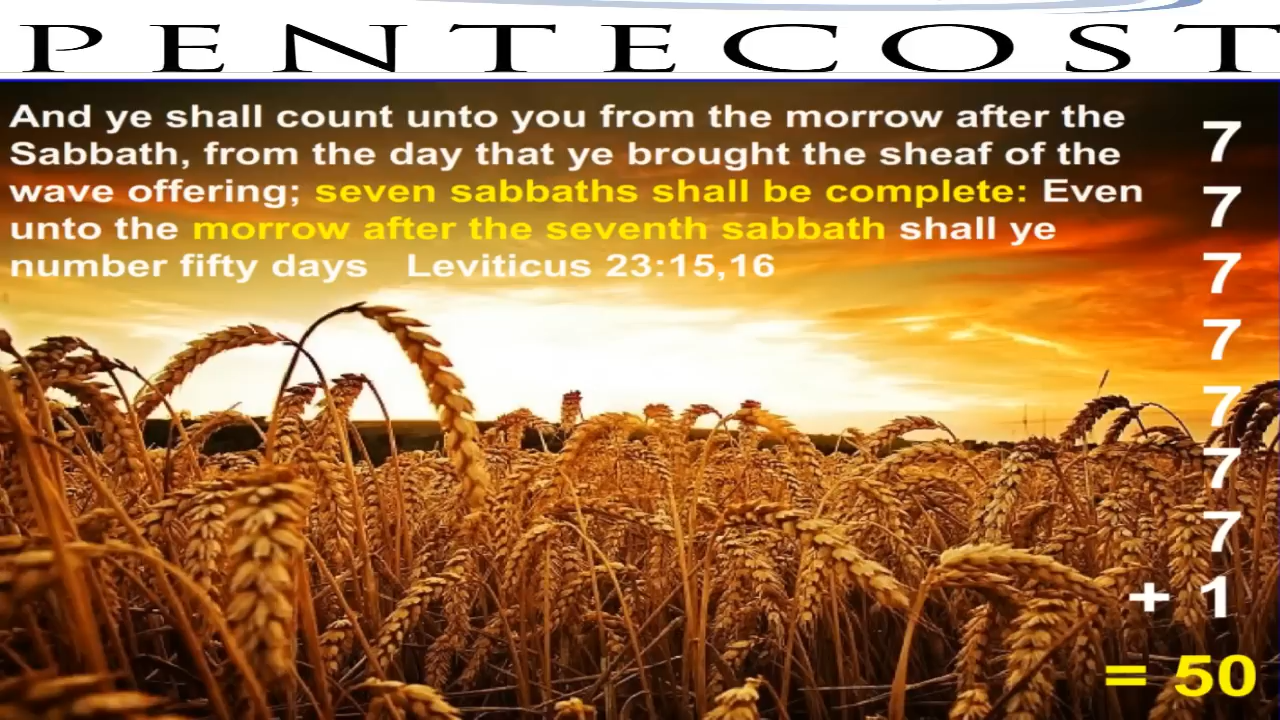 PENTECOST
And ye shall count unto you from the morrow after the
Sabbath, from the day that ye brought the sheaf of the
wave offering; seven sabbaths shall be complete: Even
unto the morrow after the seventh sabbath shall ye
number fifty days Leviticus 23:15,16
7
7
7
7
7
7
7
+ 1
= 50